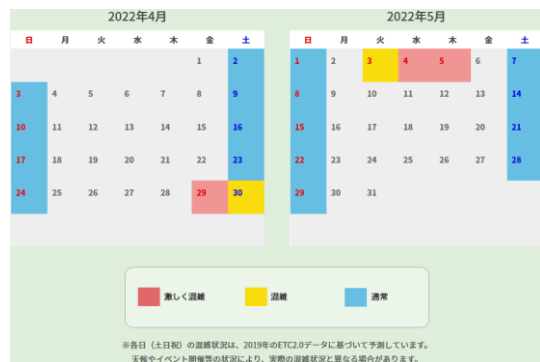 2022年4月
日 月 火 水 木 金 土
1 2
3 4 5 6 7 8 9
10 11 12 13 14 15 16
17 18 19 20 21 22 23
24 25 26 27 28 29 30
2022年5月
日 月 火 水 木 金 土
1 2 3 4 5 6 7
8 9 10 11 12 13 14
15 16 17 18 19 20 21
22 23 24 25 26 27 28
29 30 31
激しく混雑 混雑 通常
※各日（土日祝）の混雑状況は、2019年のETC2.0データに基づいて予測しています。
天候やイベント開催等の状況により、実際の混雑状況と異なる場合があります。